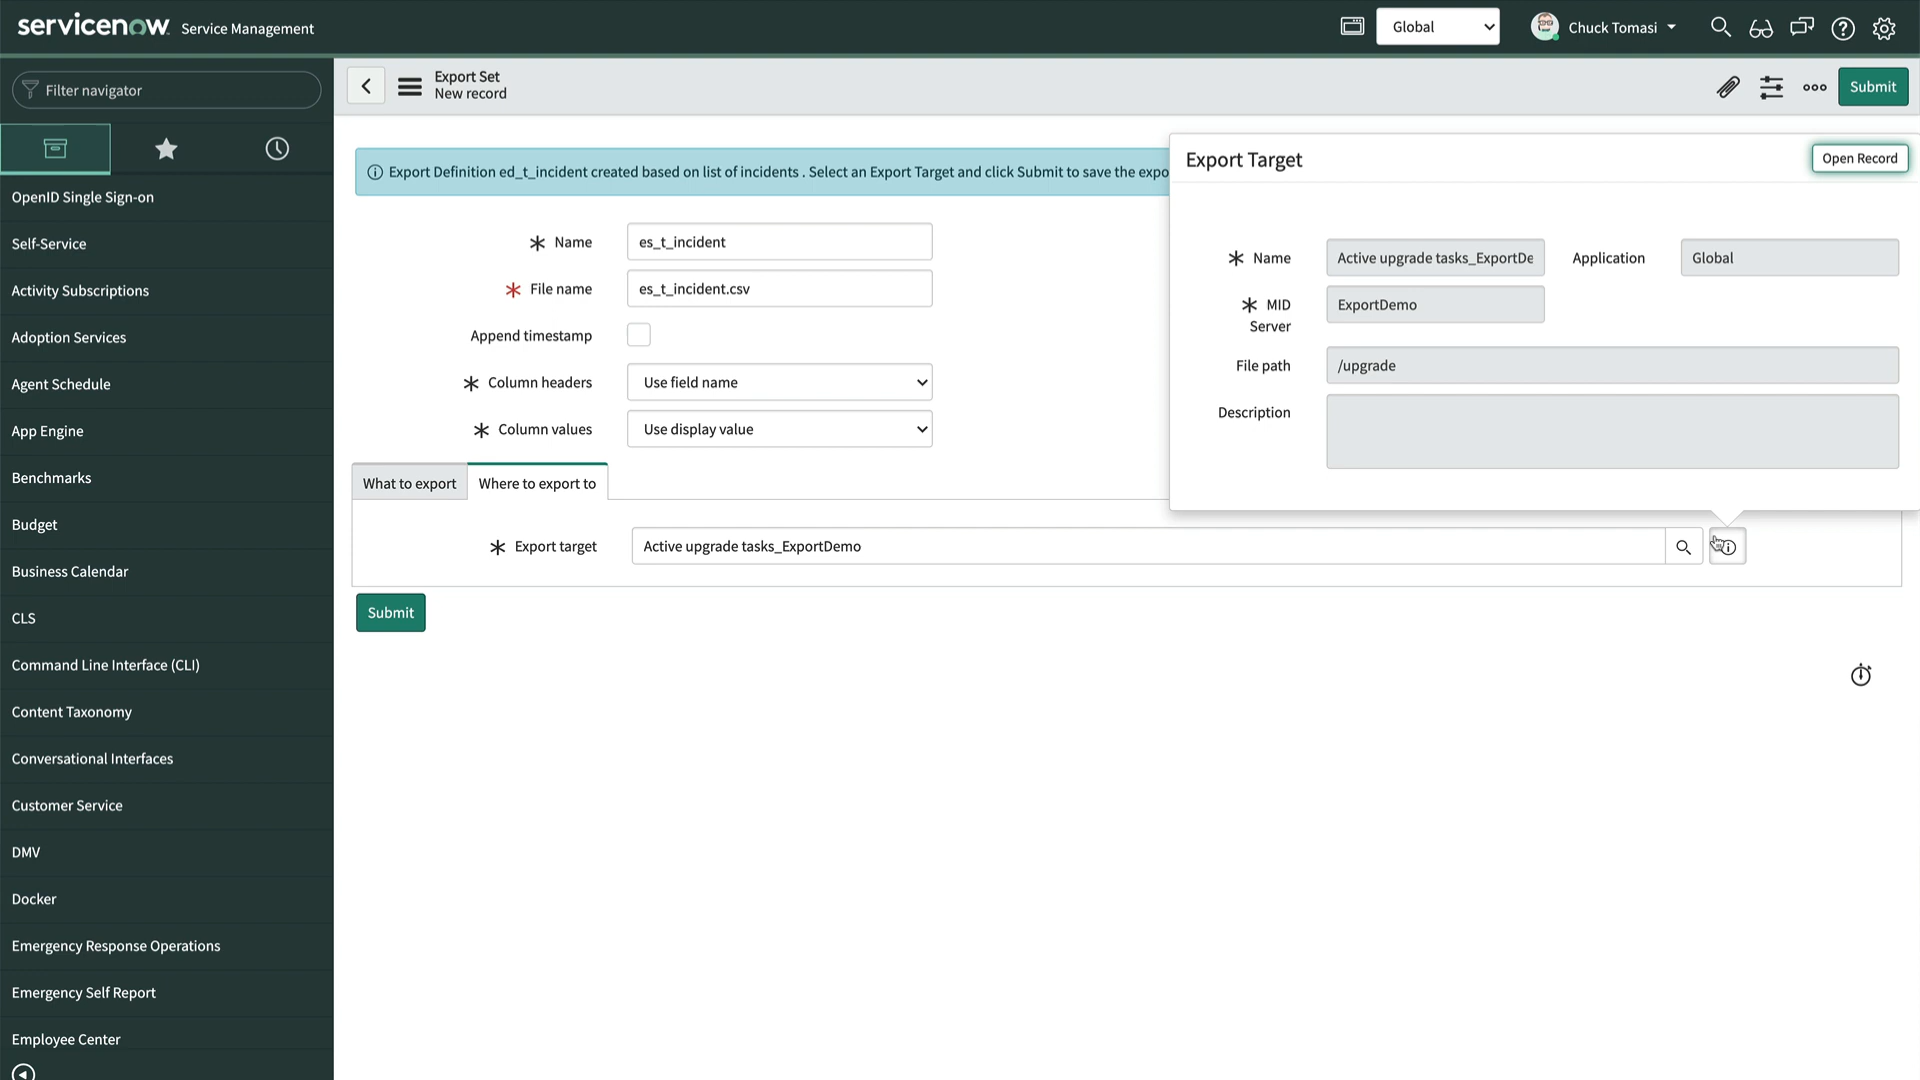 servicenow. Service Management
Global
Chuck Tomasi
Filter navigator
OpenID Single Sign-on
Self-Service
Activity Subscriptions
Adoption Services
Agent Schedule
App Engine
Benchmarks
Budget
Business Calendar
CLS
Command Line Interface (CLI)
Content Taxonomy
Conversational Interfaces
Customer Service
DMV
Docker
Emergency Response Operations
Emergency Self Report
Employee Center
Export Set
New record
Submit
Export Definition ed_t_incident created based on list of incidents . Select an Export Target and click Submit to save the expo
Name es_t_incident
File name es_t_incident.csv
Append timestamp
Column headers Use field name
Column values Use display value
What to export Where to export to
Export target Active upgrade tasks_ExportDemo
Submit
Export Target Open Record
Name Active upgrade tasks_ExportDe Application Global
MID Server ExportDemo
File path /upgrade
Description